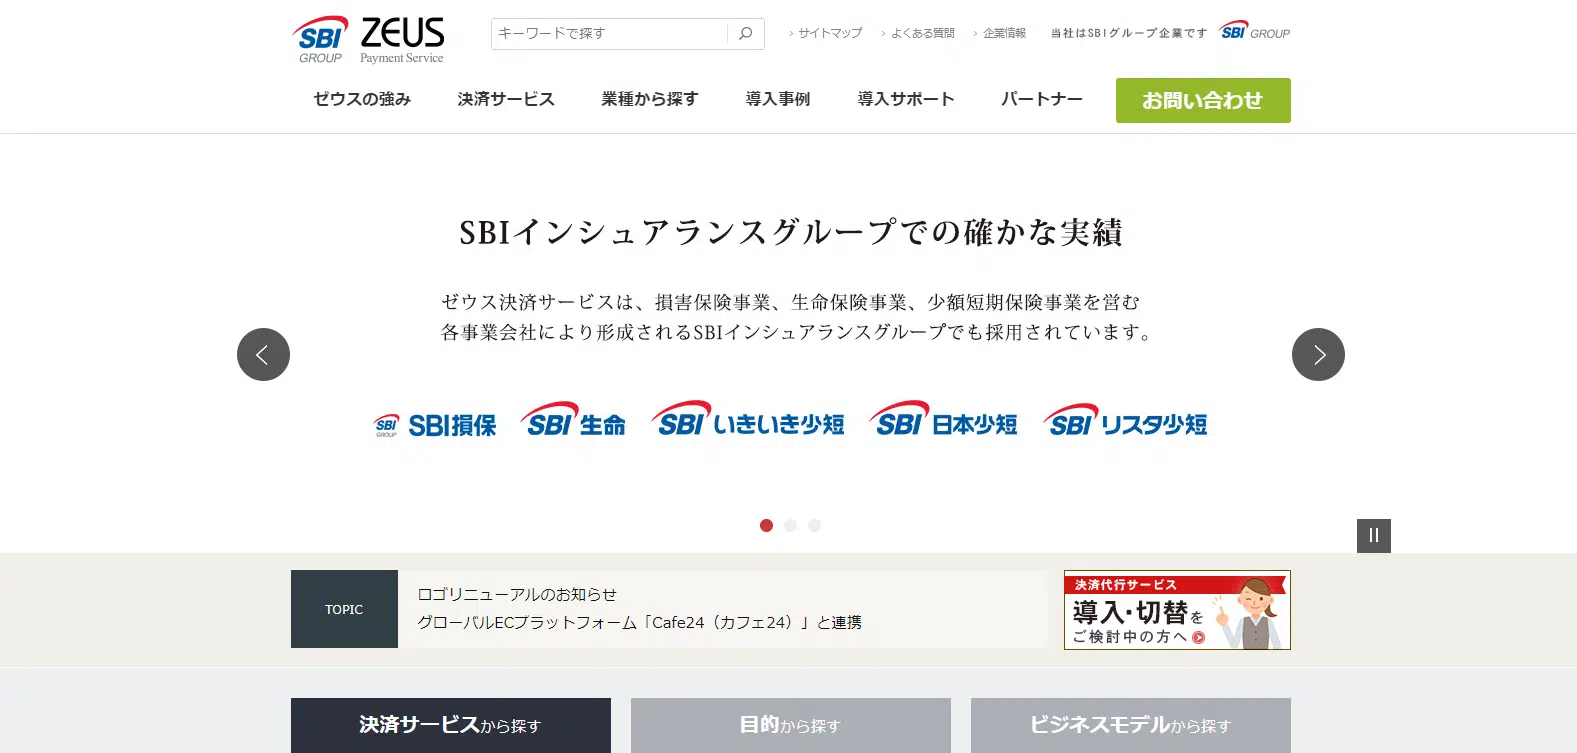 SBI GROUP ZEUS Payment Service
キーワードで探す
サイトマップ
よくある質問
企業情報
当社はSBIグループ企業です SBI GROUP
ゼウスの強み
決済サービス
業種から探す
導入事例
導入サポート
パートナー
お問い合わせ
SBIインシュアランスグループでの確かな実績
ゼウス決済サービスは、損害保険事業、生命保険事業、少額短期保険事業を営む
各事業会社により形成されるSBIインシュアランスグループでも採用されています。
SBI GROUP SBI損保
SBI生命
SBIいきいき少短
SBI日本少短
SBIリスタ少短
TOPIC
ロゴリニューアルのお知らせ
グローバルECプラットフォーム「Cafe24（カフェ24）」と連携
決済代行サービス
導入・切替を
ご検討中の方へ
決済サービスから探す
目的から探す
ビジネスモデルから探す